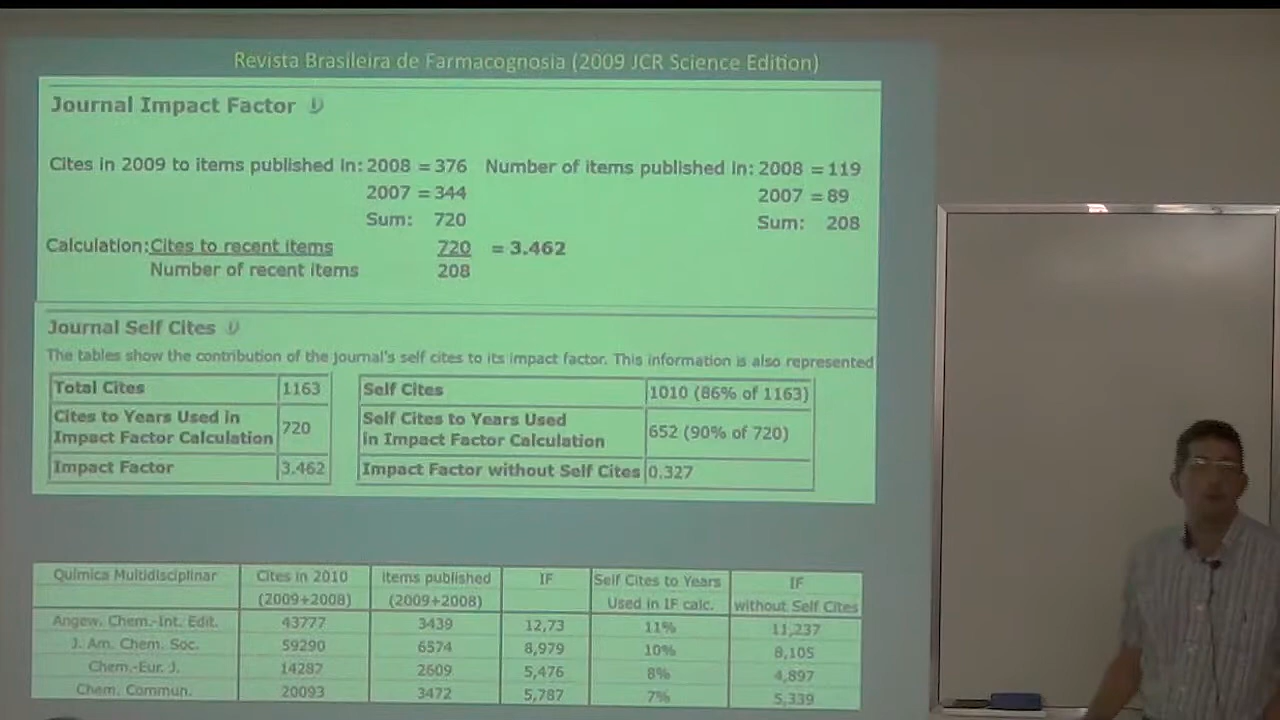 Revista Brasileira de Farmacognosia (2009 JCR Science Edition)
Journal Impact Factor
Cites in 2009 to items published in: 2008 = 376 Number of items published in: 2008 = 119
2007 = 344 2007 = 89
Sum: 720 Sum: 208
Calculation: Cites to recent items 720 = 3.462
Number of recent items 208
Journal Self Cites
The tables show the contribution of the journal's self cites to its impact factor. This information is also represented
Total Cites 1163 Self Cites 1010 (86% of 1163)
Cites to Years Used in Impact Factor Calculation 720 Self Cites to Years Used in Impact Factor Calculation 652 (90% of 720)
Impact Factor 3.462 Impact Factor without Self Cites 0.327
Química Multidisciplinar Cites in 2010 Items published IF Self Cites to Years IF
(2009+2008) (2009+2008) Used in IF calc. without Self Cites
Angew. Chem.-Int. Edit. 43777 3439 12,73 11% 11,237
J. Am. Chem. Soc. 59290 6574 8,979 10% 8,105
Chem.-Eur. J. 14287 2609 5,476 8% 4,897
Chem. Commun. 20093 3472 5,787 7% 5,339